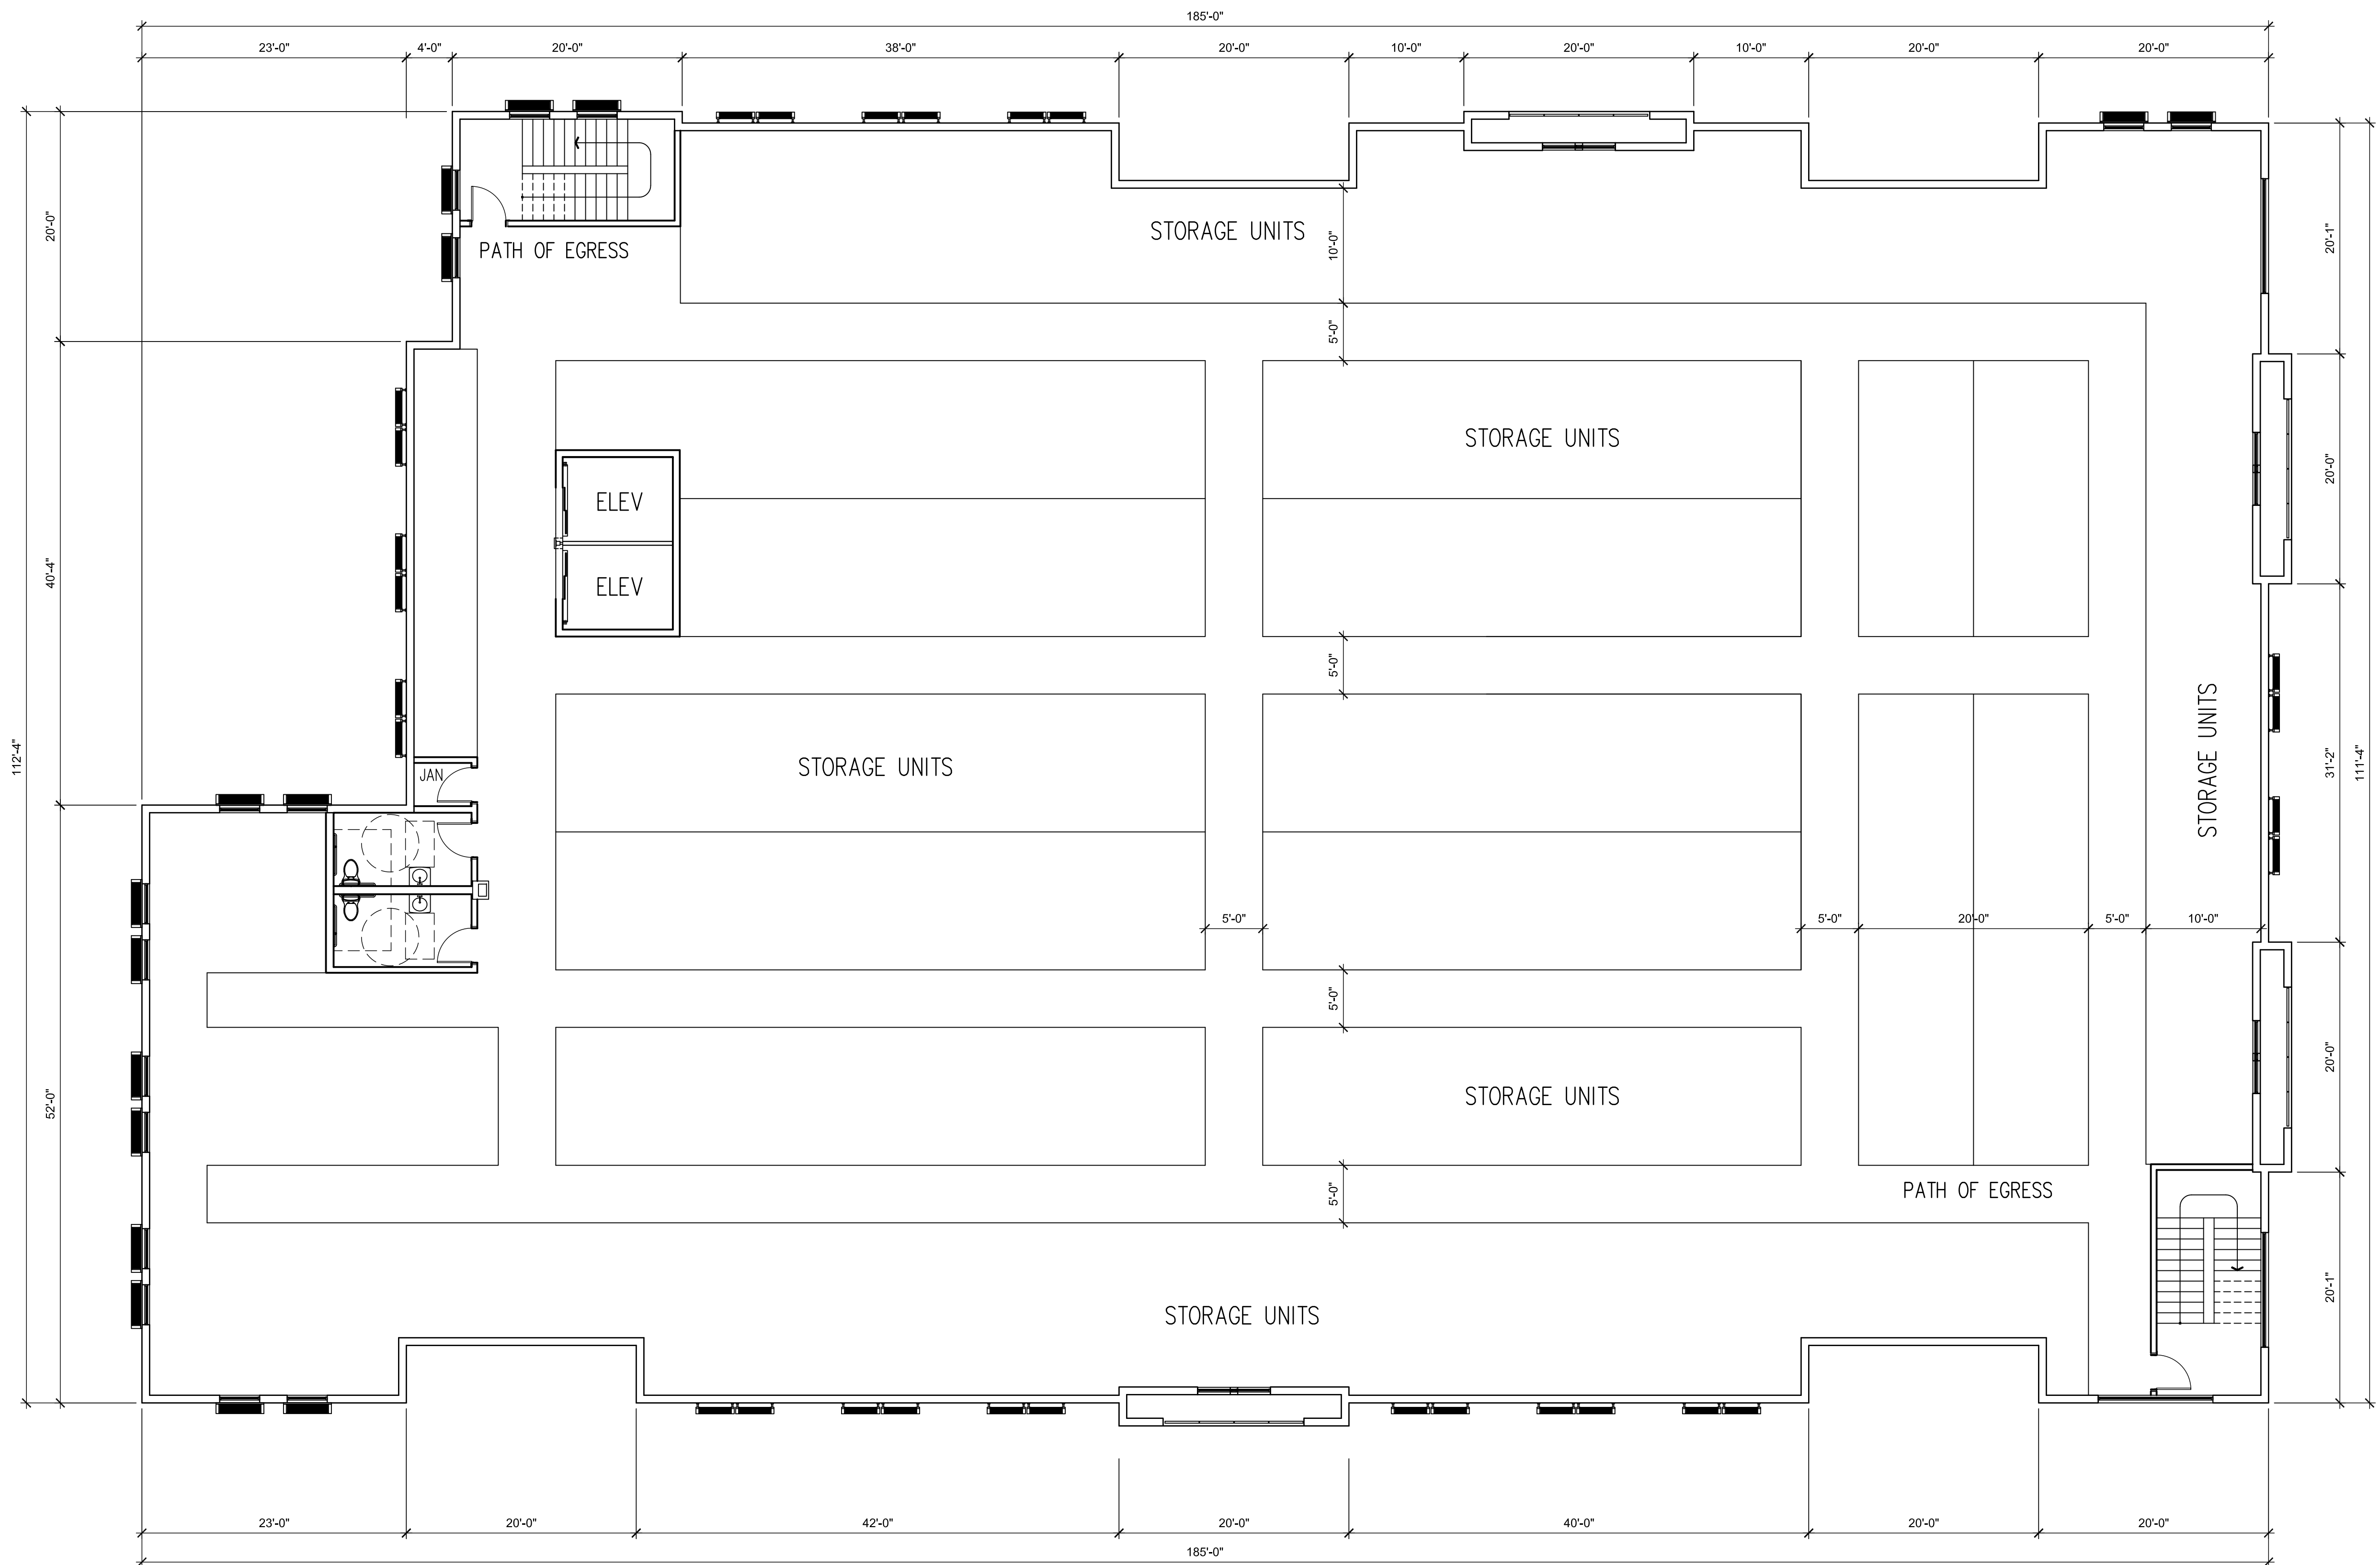 185'-0"
23'-0" 4'-0" 20'-0" 38'-0" 20'-0" 10'-0" 20'-0" 10'-0" 20'-0" 20'-0"
20'-0"
STORAGE UNITS
10'-0"
20'-1"
PATH OF EGRESS
5'-0"
STORAGE UNITS
20'-0"
ELEV
40'-4"
ELEV
5'-0"
112'-4"
STORAGE UNITS
JAN
STORAGE UNITS
31'-2"
111'-4"
5'-0" 5'-0" 20'-0" 5'-0" 10'-0"
5'-0"
20'-0"
52'-0"
STORAGE UNITS
5'-0"
PATH OF EGRESS
20'-1"
STORAGE UNITS
23'-0" 20'-0" 42'-0" 20'-0" 40'-0" 20'-0" 20'-0"
185'-0"